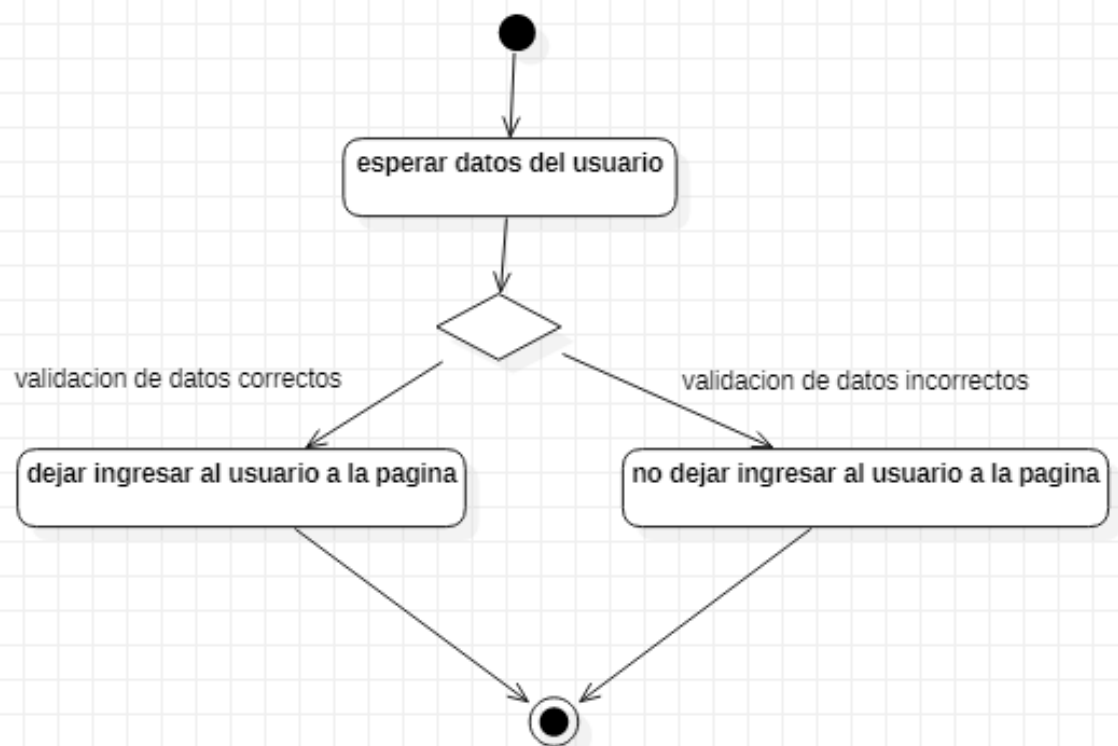 esperar datos del usuario
validacion de datos correctos
validacion de datos incorrectos
dejar ingresar al usuario a la pagina
no dejar ingresar al usuario a la pagina